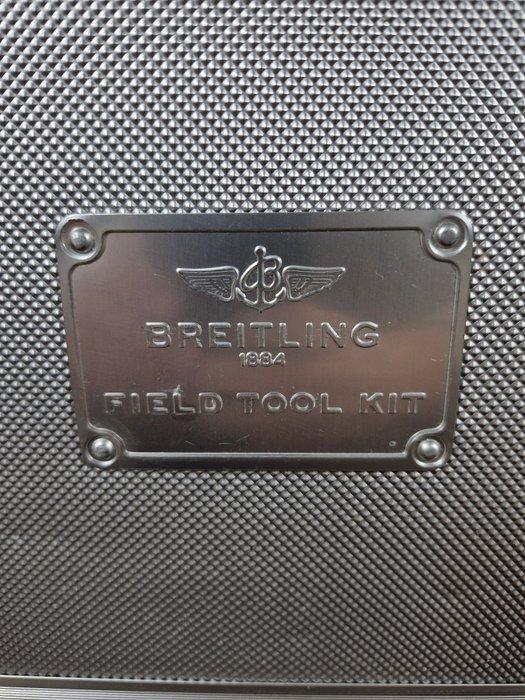 B
BREITLING
1884
FIELD TOOL KIT